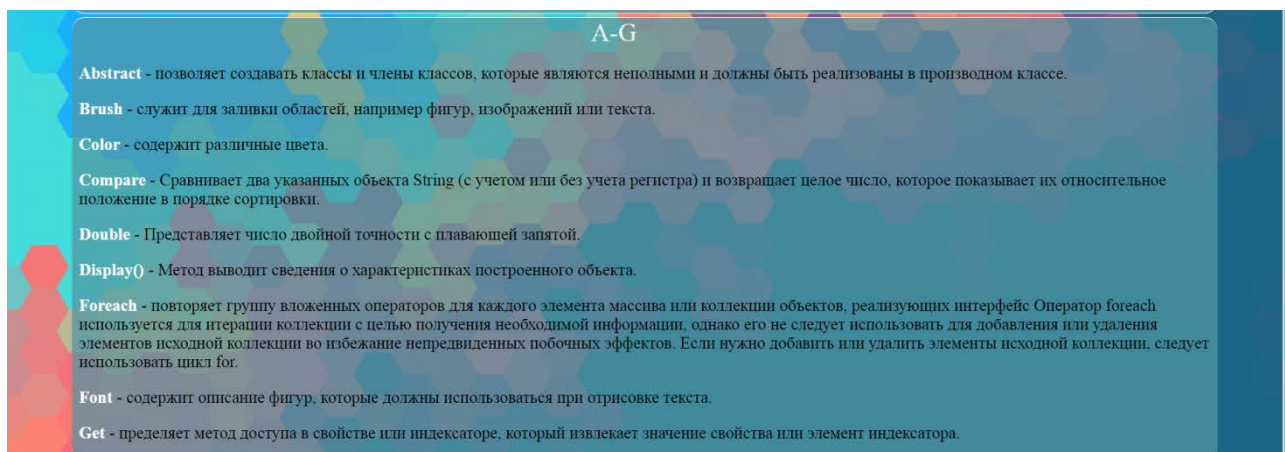 A-G
Abstract - позволяет создавать классы и члены классов, которые являются неполными и должны быть реализованы в производном классе.
Brush - служит для заливки областей, например фигур, изображений или текста.
Color - содержит различные цвета.
Compare - Сравнивает два указанных объекта String (с учетом или без учета регистра) и возвращает целое число, которое показывает их относительное
положение в порядке сортировки.
Double - Представляет число двойной точности с плавающей запятой.
Display() - Метод выводит сведения о характеристиках построенного объекта.
Foreach - повторяет группу вложенных операторов для каждого элемента массива или коллекции объектов, реализующих интерфейс Оператор foreach
используется для итерации коллекции с целью получения необходимой информации, однако его не следует использовать для добавления или удаления
элементов исходной коллекции во избежание непредвиденных побочных эффектов. Если нужно добавить или удалить элементы исходной коллекции, следует
использовать цикл for.
Font - содержит описание фигур, которые должны использоваться при отрисовке текста.
Get - пределяет метод доступа в свойстве или индексаторе, который извлекает значение свойства или элемент индексатора.